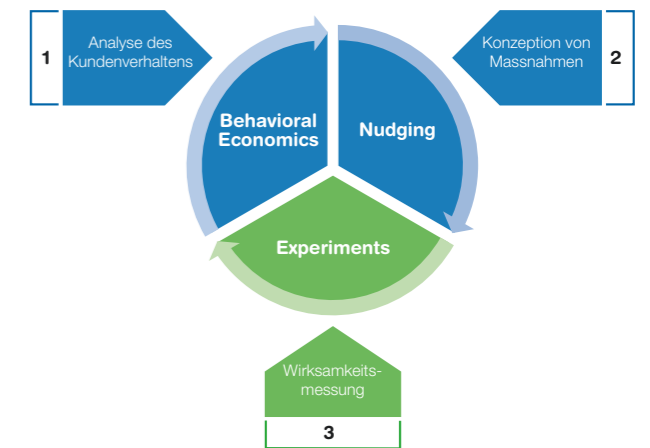 1
Analyse des
Kundenverhaltens
Konzeption von
Massnahmen
2
Behavioral
Economics
Nudging
Experiments
Wirksamkeits-
messung
3